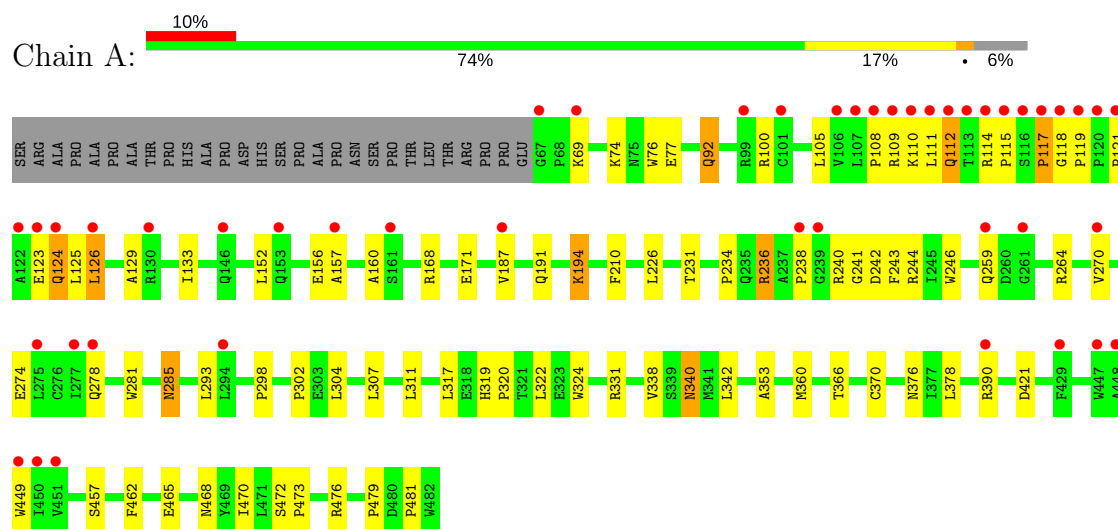 10%
Chain A:
74% 17% • 6%
SER ARG ALA PRO ALA PRO PRO ALA THR PRO HIS ALA PRO ASP HIS SER PRO ALA PRO ASN SER PRO THR LEU THR ARG PRO PRO GLU G67 P68 K69 K74 N75 W76 E77 Q92 R99 R100 C101 L105 V106 L107 P108 R109 K110 L111 Q112 T113 R114 P115 S116 P117 G118 P119 P120
A122 E123 Q124 L125 L126 A129 R130 I133 Q146 L152 Q153 E156 A157 A160 S161 R168 E171 V187 Q191 K194 F210 L226 T231 P234 Q235 R236 A237 P238 G239 R240 G241 D242 F243 R244 I245 W246 Q259 D260 G261 R264 V270
E274 L275 C276 I277 Q278 W281 N285 L293 L294 P298 P302 E303 L304 L307 L311 L317 E318 H319 P320 T321 L322 E323 W324 R331 V338 S339 N340 M341 L342 A353 M360 T366 C370 N376 I377 L378 R390 D421 F429 W447 A448
W449 I450 V451 S457 F462 E465 N468 Y469 I470 L471 S472 P473 R476 P479 D480 P481 W482